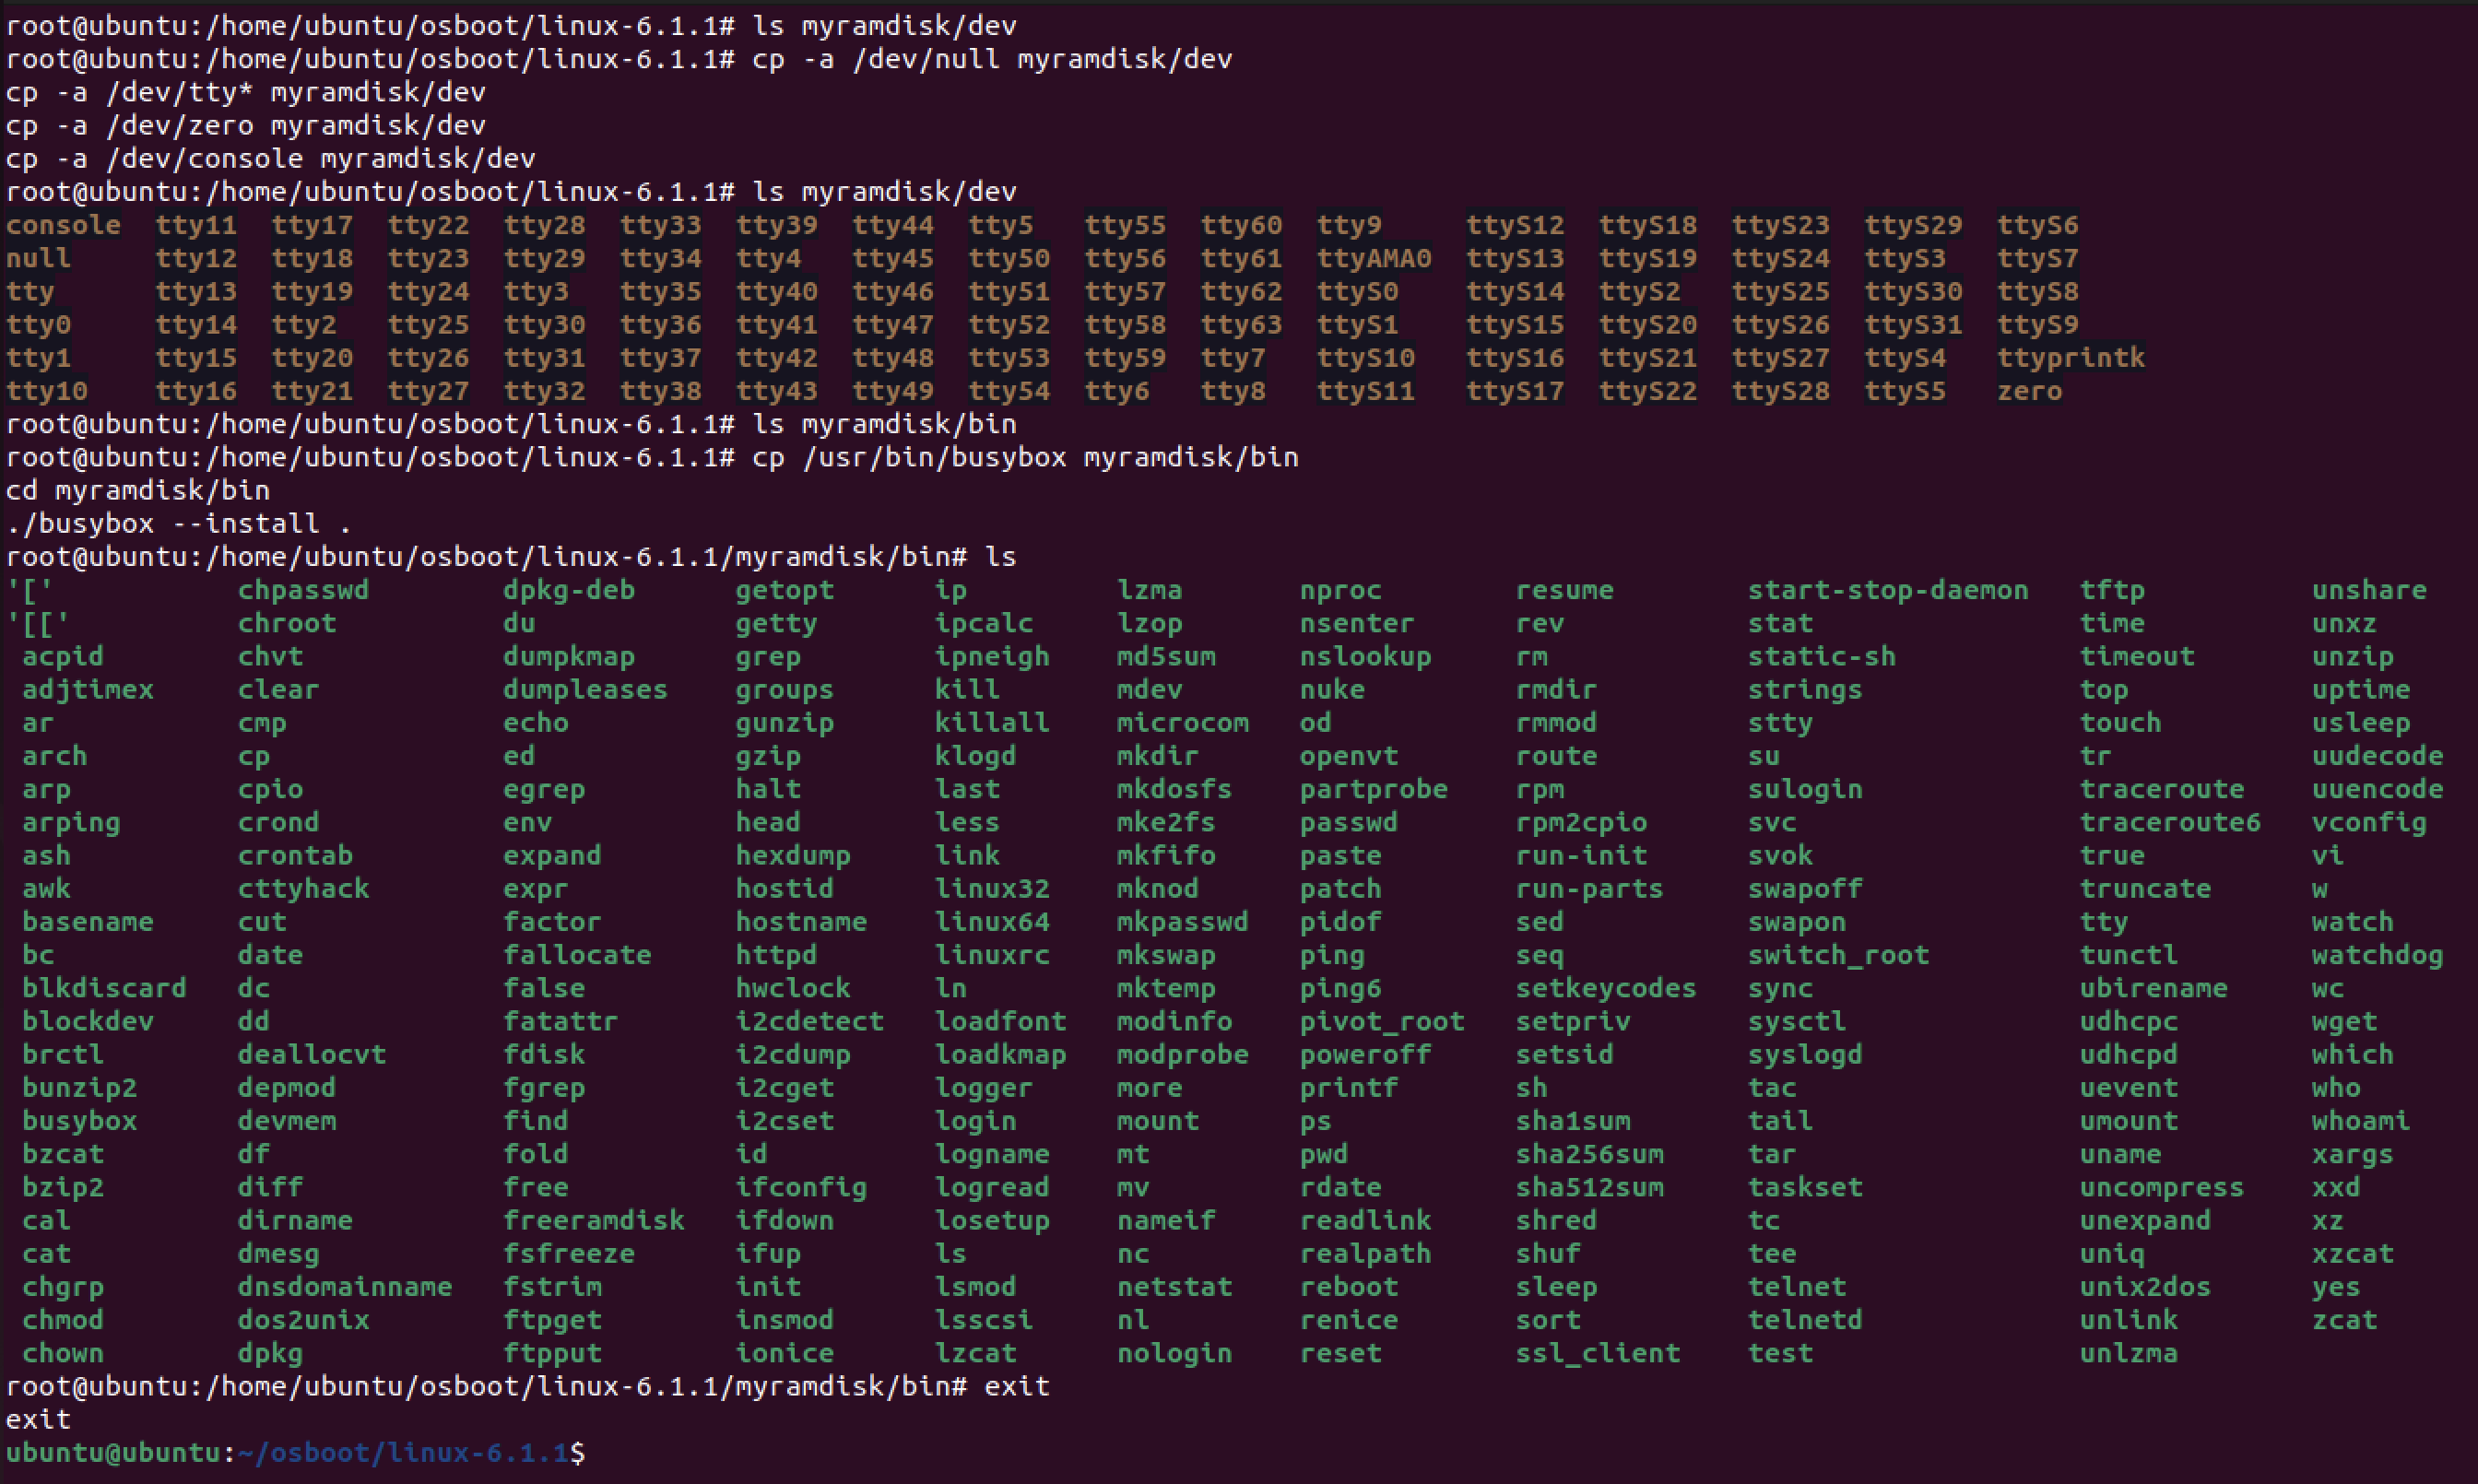 root@ubuntu:/home/ubuntu/osboot/linux-6.1.1# ls myramdisk/dev
root@ubuntu:/home/ubuntu/osboot/linux-6.1.1# cp -a /dev/null myramdisk/dev
cp -a /dev/tty* myramdisk/dev
cp -a /dev/zero myramdisk/dev
cp -a /dev/console myramdisk/dev
root@ubuntu:/home/ubuntu/osboot/linux-6.1.1# ls myramdisk/dev
console tty11 tty17 tty22 tty28 tty33 tty39 tty44 tty5 tty55 tty60 tty9 ttyS12 ttyS18 ttyS23 ttyS29 ttyS6
null tty12 tty18 tty23 tty29 tty34 tty4 tty45 tty50 tty56 tty61 ttyAMA0 ttyS13 ttyS19 ttyS24 ttyS3 ttyS7
tty tty13 tty19 tty24 tty3 tty35 tty40 tty46 tty51 tty57 tty62 ttyS0 ttyS14 ttyS2 ttyS25 ttyS30 ttyS8
tty0 tty14 tty2 tty25 tty30 tty36 tty41 tty47 tty52 tty58 tty63 ttyS1 ttyS15 ttyS20 ttyS26 ttyS31 ttyS9
tty1 tty15 tty20 tty26 tty31 tty37 tty42 tty48 tty53 tty59 tty7 ttyS10 ttyS16 ttyS21 ttyS27 ttyS4 ttyprintk
tty10 tty16 tty21 tty27 tty32 tty38 tty43 tty49 tty54 tty6 tty8 ttyS11 ttyS17 ttyS22 ttyS28 ttyS5 zero
root@ubuntu:/home/ubuntu/osboot/linux-6.1.1# ls myramdisk/bin
root@ubuntu:/home/ubuntu/osboot/linux-6.1.1# cp /usr/bin/busybox myramdisk/bin
cd myramdisk/bin
./busybox --install .
root@ubuntu:/home/ubuntu/osboot/linux-6.1.1/myramdisk/bin# ls
'[' chpasswd dpkg-deb getopt ip lzma nproc resume start-stop-daemon tftp unshare
'[[' chroot du getty ipcalc lzop nsenter rev stat time unxz
acpid chvt dumpkmap grep ipneigh md5sum nslookup rm static-sh timeout unzip
adjtimex clear dumpleases groups kill mdev nuke rmdir strings top uptime
ar cmp echo gunzip killall microcom od rmmod stty touch usleep
arch cp ed gzip klogd mkdir openvt route su tr uudecode
arp cpio egrep halt last mkdosfs partprobe rpm sulogin traceroute uuencode
arping crond env head less mke2fs passwd rpm2cpio svc traceroute6 vconfig
ash crontab expand hexdump link mkfifo paste run-init svok true vi
awk cttyhack expr hostid linux32 mknod patch run-parts swapoff truncate w
basename cut factor hostname linux64 mkpasswd pidof sed swapon tty watch
bc date fallocate httpd linuxrc mkswap ping seq switch_root tunctl watchdog
blkdiscard dc false hwclock ln mktemp ping6 setkeycodes sync ubirename wc
blockdev dd fatattr i2cdetect loadfont modinfo pivot_root setpriv sysctl udhcpc wget
brctl deallocvt fdisk i2cdump loadkmap modprobe poweroff setsid syslogd udhcpd which
bunzip2 depmod fgrep i2cget logger more printf sh tac uevent who
busybox devmem find i2cset login mount ps sha1sum tail umount whoami
bzcat df fold id logname mt pwd sha256sum tar uname xargs
bzip2 diff free ifconfig logread mv rdate sha512sum taskset uncompress xxd
cal dirname freeramdisk ifdown losetup nameif readlink shred tc unexpand xz
cat dmesg fsfreeze ifup ls nc realpath shuf tee uniq xzcat
chgrp dnsdomainname fstrim init lsmod netstat reboot sleep telnet unix2dos yes
chmod dos2unix ftpget insmod lsscsi nl renice sort telnetd unlink zcat
chown dpkg ftpput ionice lzcat nologin reset ssl_client test unlzma
root@ubuntu:/home/ubuntu/osboot/linux-6.1.1/myramdisk/bin# exit
exit
ubuntu@ubuntu:~/osboot/linux-6.1.1$